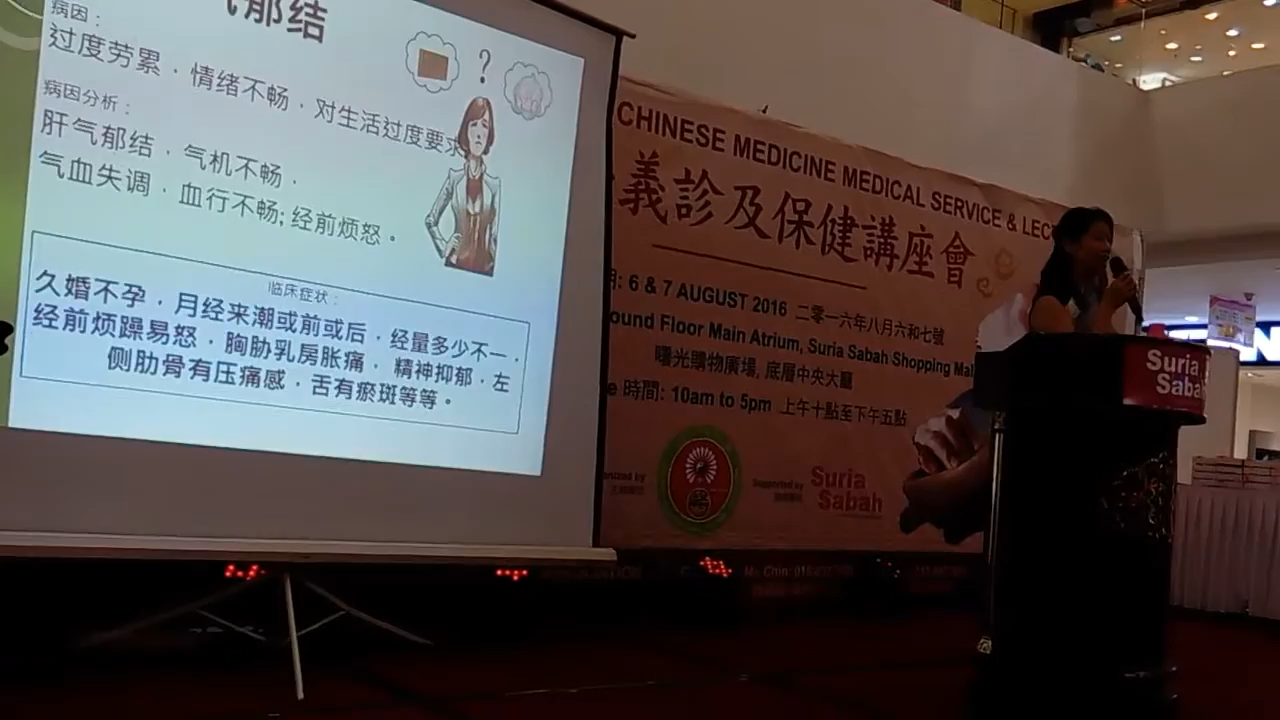 气郁结
病因：
过度劳累，情绪不畅，对生活过度要求
?
病因分析：
肝气郁结，气机不畅，
气血失调，血行不畅; 经前烦怒。
临床症状：
久婚不孕，月经来潮或前或后，经量多少不一，
经前烦躁易怒，胸胁乳房胀痛，精神抑郁，左
侧肋骨有压痛感，舌有瘀斑等等。
CHINESE MEDICINE MEDICAL SERVICE & LECT
義診及保健講座會
: 6 & 7 AUGUST 2016 二零一六年八月六和七號
ound Floor Main Atrium, Suria Sabah Shopping Mal
曙光購物廣場, 底層中央大廳
e 時間: 10am to 5pm 上午十點至下午五點
Supported by
Suria
Sabah
Suria
Sabah